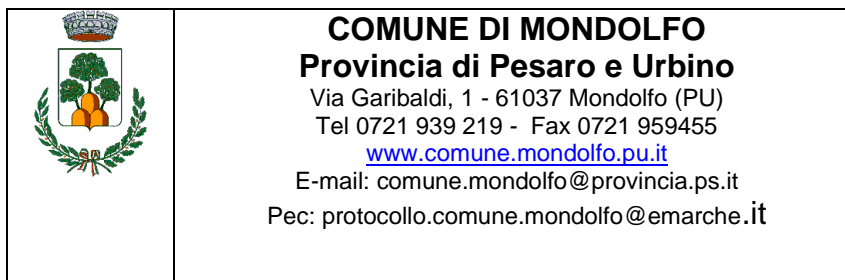 COMUNE DI MONDOLFO
Provincia di Pesaro e Urbino
Via Garibaldi, 1 - 61037 Mondolfo (PU)
Tel 0721 939 219 - Fax 0721 959455
www.comune.mondolfo.pu.it
E-mail: comune.mondolfo@provincia.ps.it
Pec: protocollo.comune.mondolfo@emarche.it